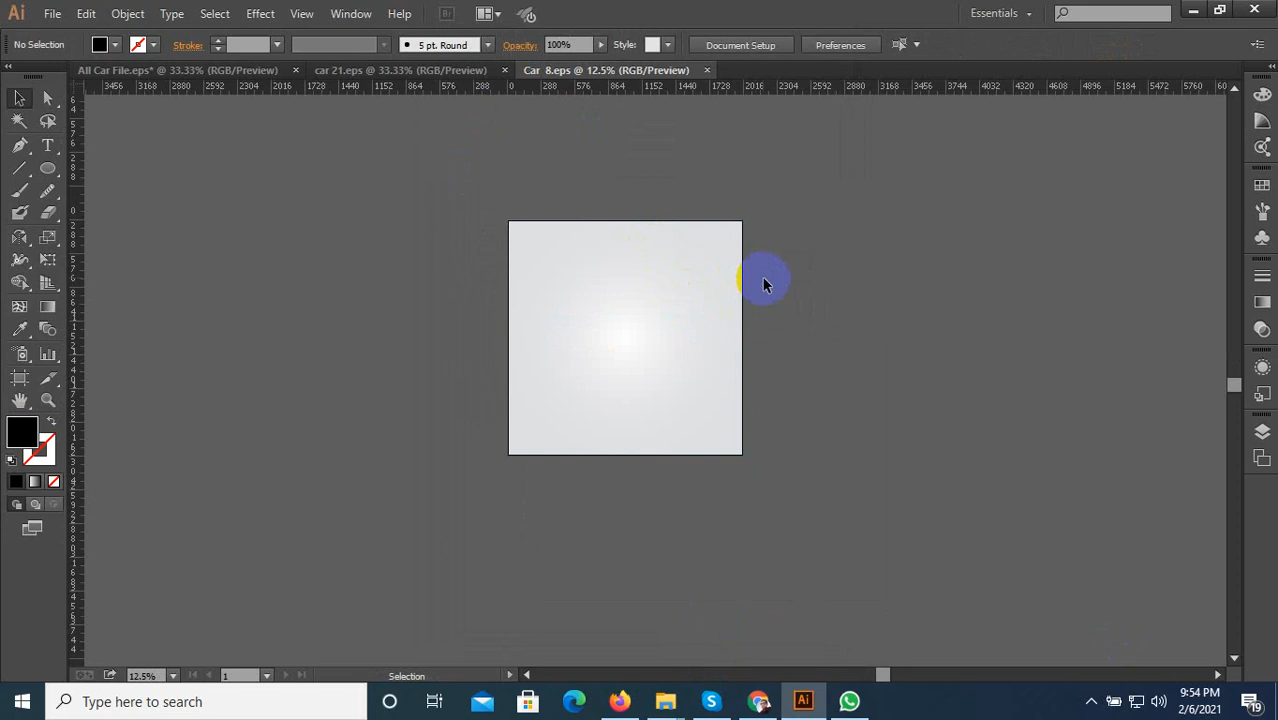 Ai File Edit Object Type Select Effect View Window Help Br Essentials
No Selection Stroke: 5 pt. Round Opacity: 100% Style: Document Setup Preferences
All Car File.eps* @ 33.33% (RGB/Preview) car 21.eps @ 33.33% (RGB/Preview) Car 8.eps @ 12.5% (RGB/Preview)
3456 3168 2880 2592 2304 2016 1728 1440 1152 864 576 288 0 288 576 864 1152 1440 1728 2016 2304 2592 2880 3168 3456 3744 4032 4320 4608 4896 5184 5472 5760 60
12.5% 1 Selection
Type here to search
Ai
9:54 PM
2/6/2021
19